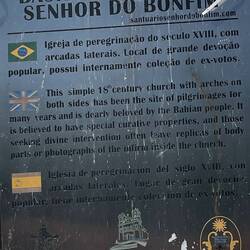 SENHOR DO BONFIM
santuariosenhordobonfim.com
Igreja de peregrinação do século XVIII, com
arcadas laterais. Local de grande devoção
popular, possui internamente coleção de ex-votos.
This simple 18th century church with arches on
both sides has been the site of pilgrimages for
many years and is dearly beloved by the Bahian people. It
is believed to have special curative properties, and those
seeking divine intervention often leave replicas of body
parts or photographs of the infirm inside the church.
Iglesia de peregrinación del siglo XVIII, con
arcadas laterales. Lugar de gran devoción
popular, tiene internamente colección de ex-votos.